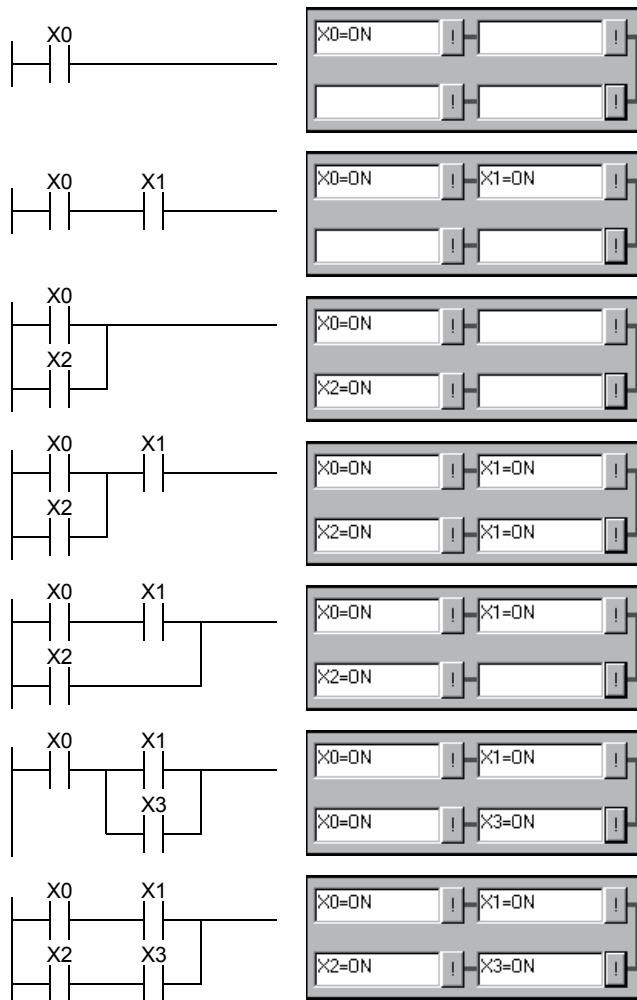 X0
X0=ON ! !
! !
X0 X1
X0=ON ! X1=ON !
! !
X0
X2
X0=ON ! !
X2=ON ! !
X0 X1
X2
X0=ON ! X1=ON !
X2=ON ! X1=ON !
X0 X1
X2
X0=ON ! X1=ON !
X2=ON ! !
X0 X1
X3
X0=ON ! X1=ON !
X0=ON ! X3=ON !
X0 X1
X2 X3
X0=ON ! X1=ON !
X2=ON ! X3=ON !